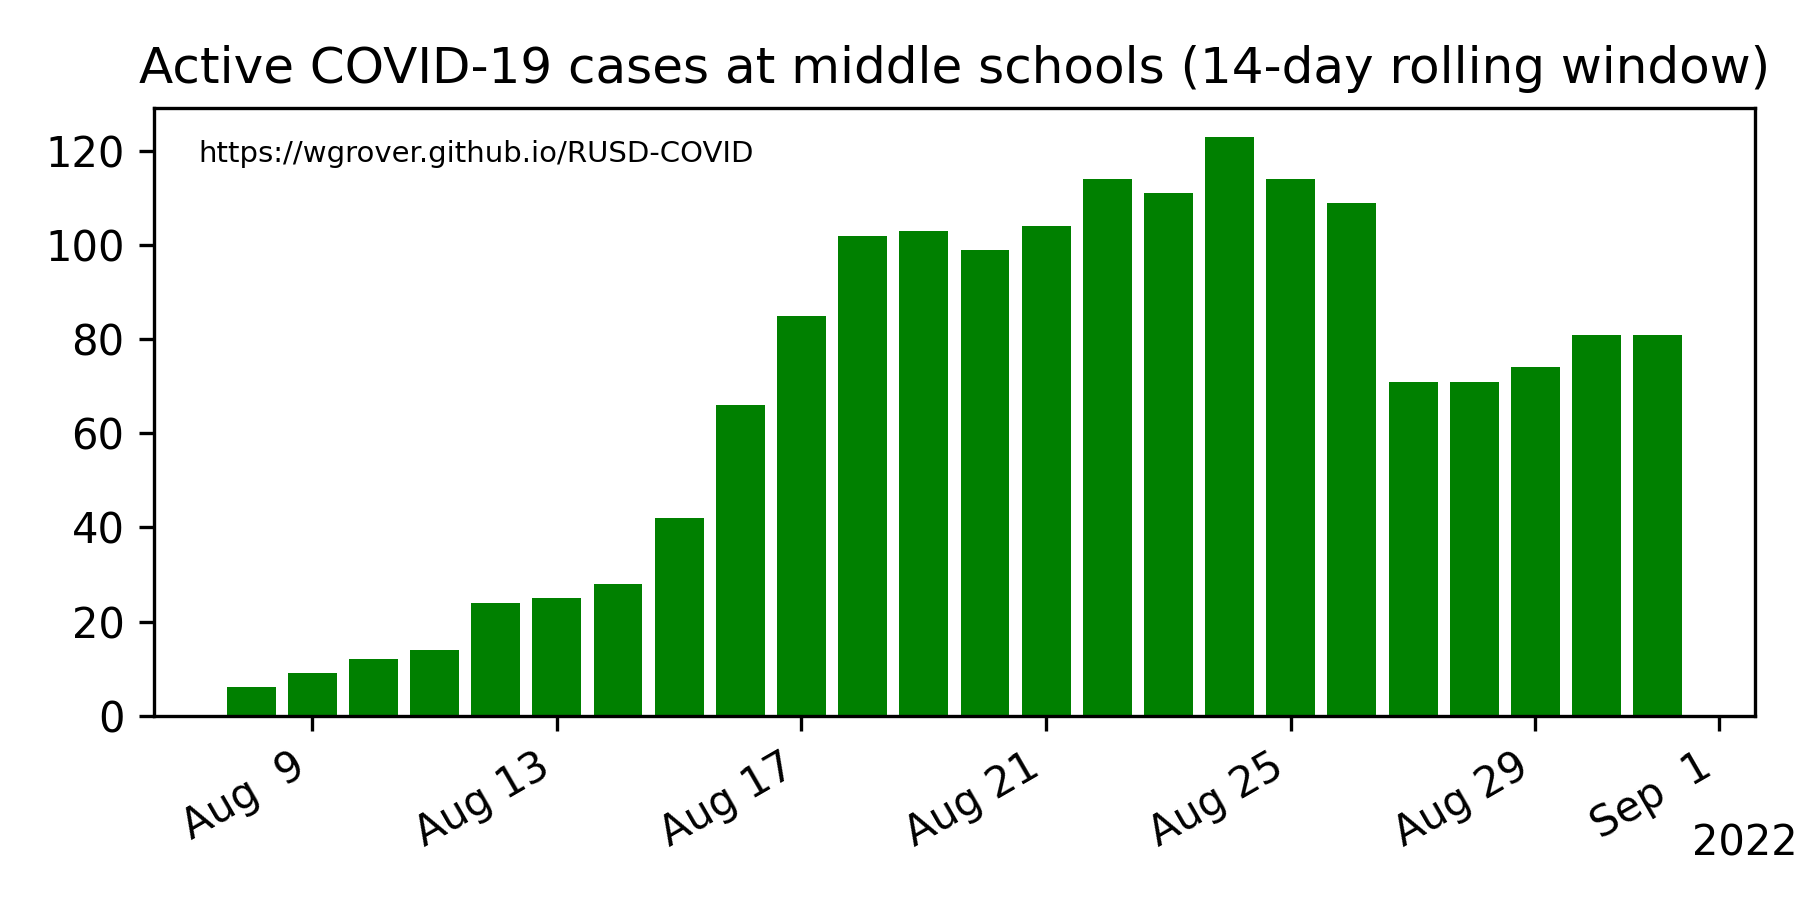 Active COVID-19 cases at middle schools (14-day rolling window)
https://wgrover.github.io/RUSD-COVID
120
100
80
60
40
20
0
Aug 9
Aug 13
Aug 17
Aug 21
Aug 25
Aug 29
Sep 1
2022